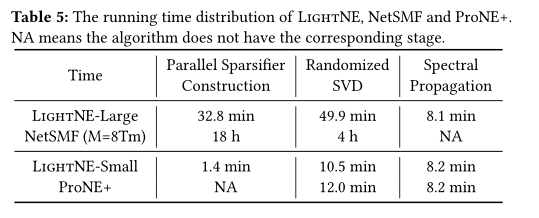 Table 5: The running time distribution of LIGHTNE, NetSMF and ProNE+.
NA means the algorithm does not have the corresponding stage.
Time Parallel Sparsifier Construction Randomized SVD Spectral Propagation
LIGHTNE-Large 32.8 min 49.9 min 8.1 min
NetSMF (M=8Tm) 18 h 4 h NA
LIGHTNE-Small 1.4 min 10.5 min 8.2 min
ProNE+ NA 12.0 min 8.2 min